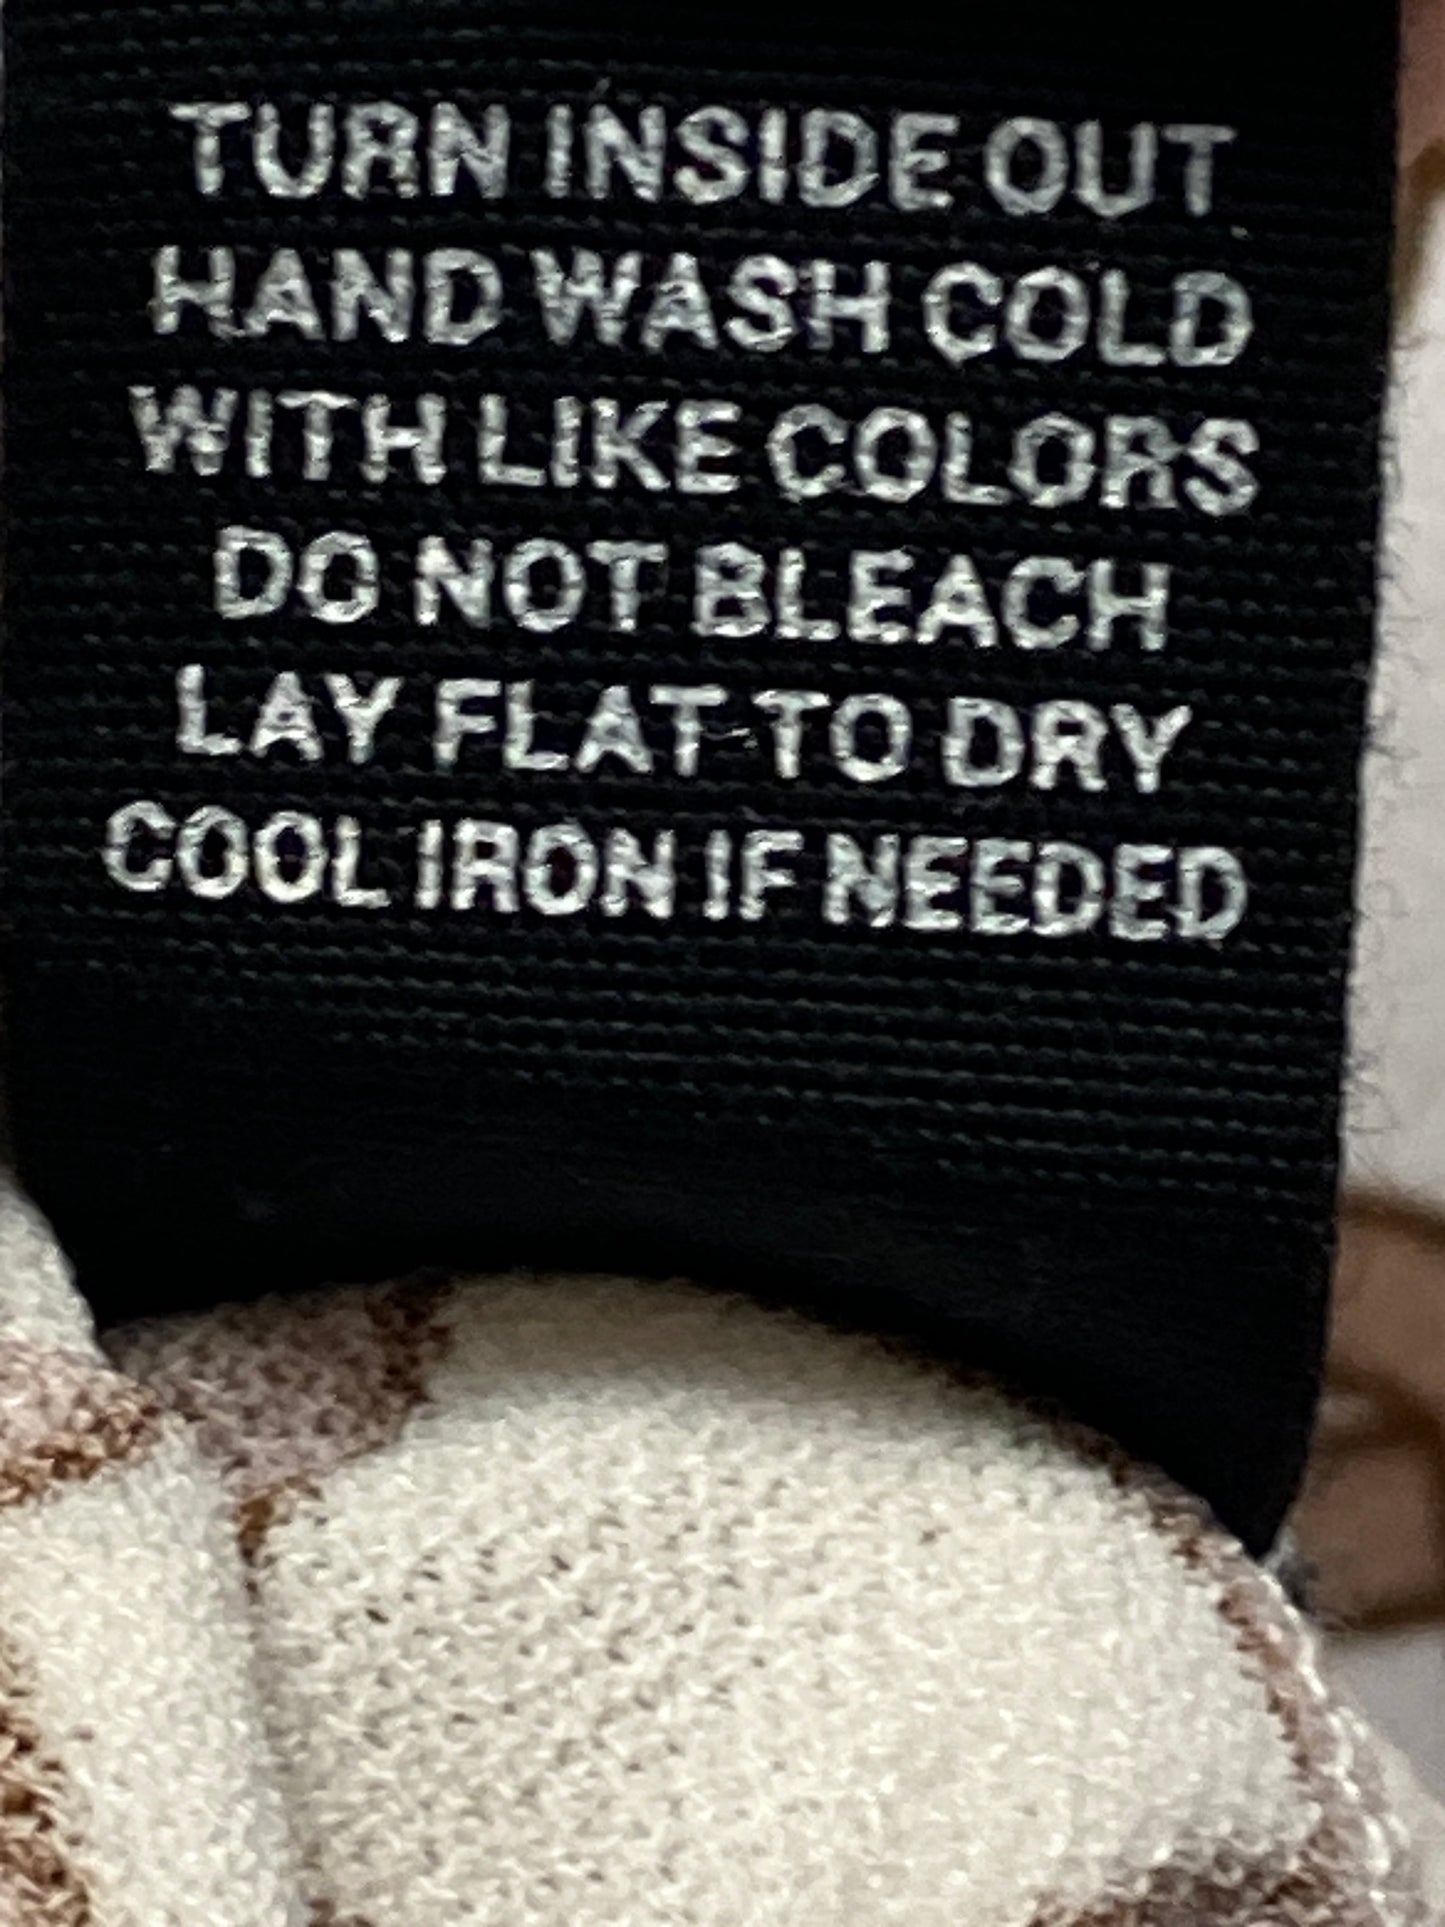 TURN INSIDE OUT
HAND WASH COLD
WITH LIKE COLORS
DO NOT BLEACH
LAY FLAT TO DRY
COOL IRON IF NEEDED